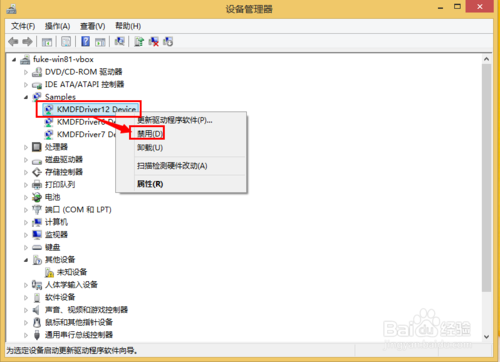 设备管理器
文件(F) 操作(A) 查看(V) 帮助(H)
fuke-win81-vbox
DVD/CD-ROM 驱动器
IDE ATA/ATAPI 控制器
Samples
KMDFDriver12 Device
更新驱动程序软件(P)...
KMDFDriver6 De
禁用(D)
KMDFDriver7 De
卸载(U)
处理器
磁盘驱动器
扫描检测硬件改动(A)
存储控制器
打印队列
属性(R)
电池
端口 (COM 和 LPT)
计算机
监视器
键盘
其他设备
未知设备
人体学输入设备
软件设备
声音、视频和游戏控制器
鼠标和其他指针设备
通用串行总线控制器
为选定设备启动更新驱动程序软件向导。
Baidu 经验